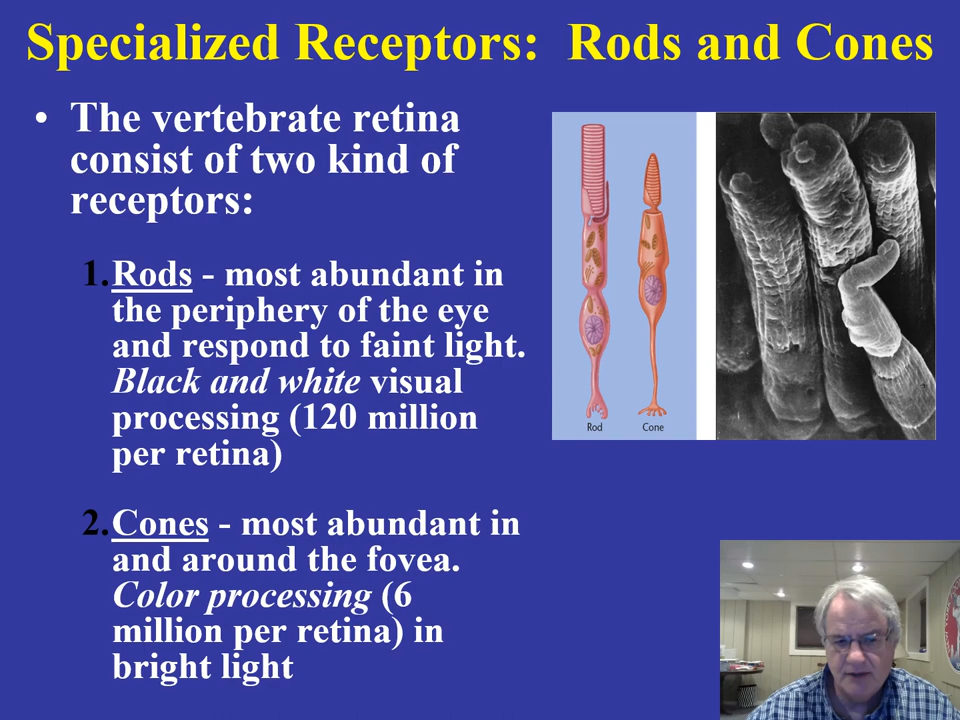 Specialized Receptors: Rods and Cones
• The vertebrate retina
consist of two kind of
receptors:
1. Rods - most abundant in
the periphery of the eye
and respond to faint light.
Black and white visual
processing (120 million
per retina)
2. Cones - most abundant in
and around the fovea.
Color processing (6
million per retina) in
bright light
Rod
Cone